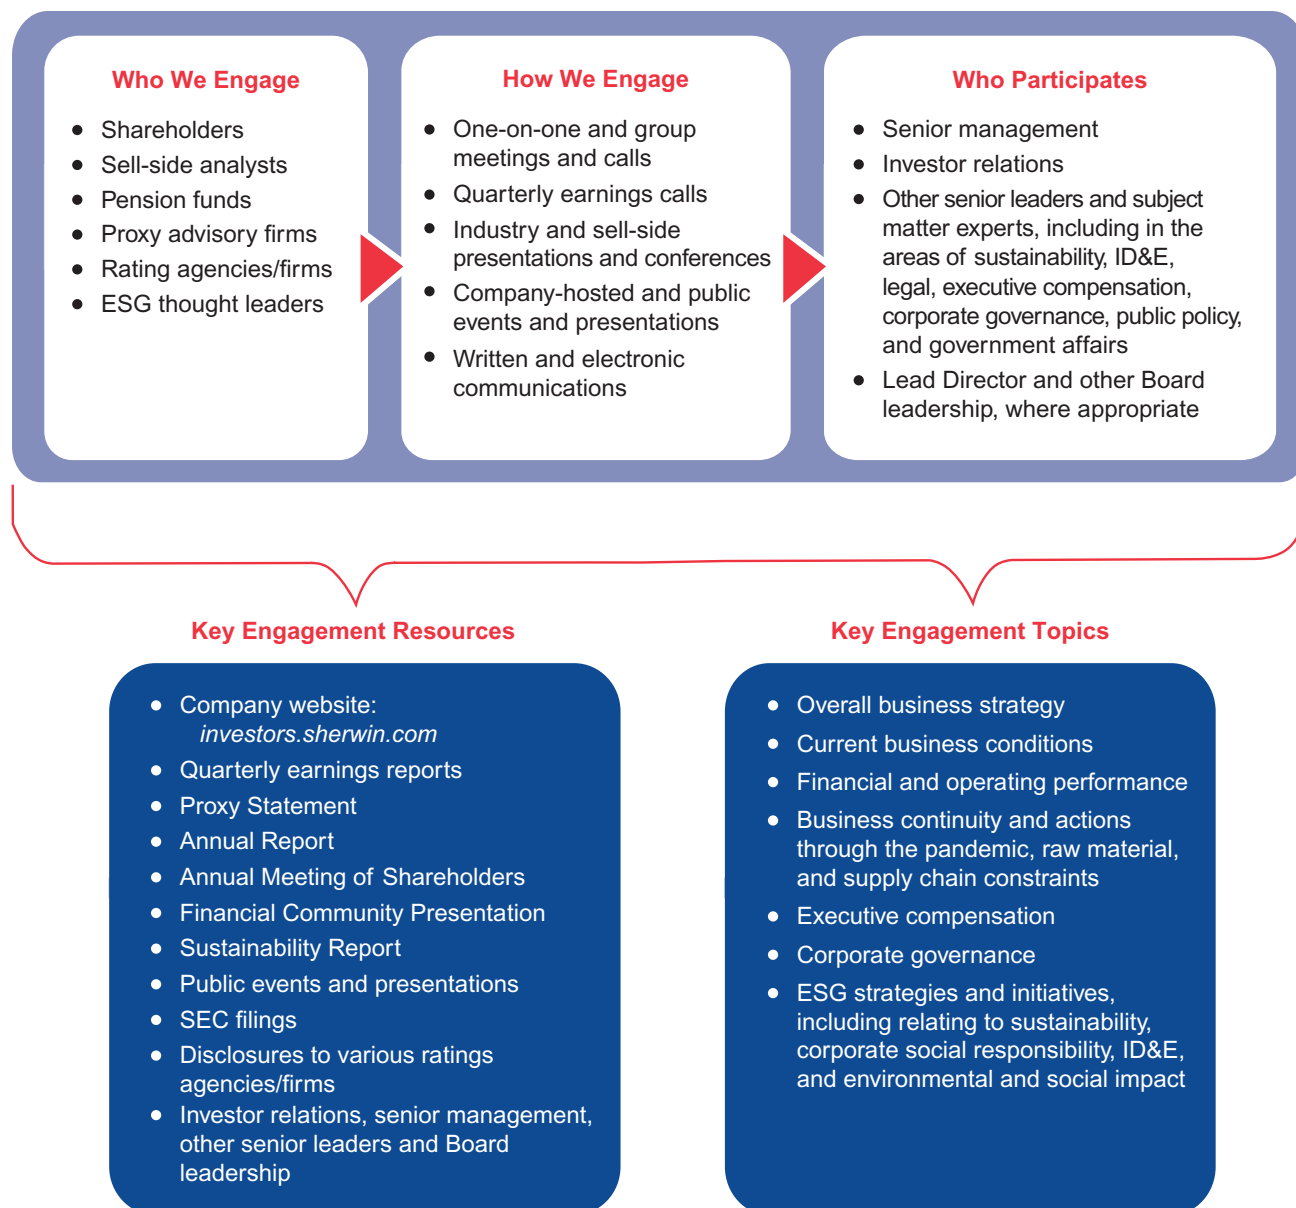 Who We Engage
• Shareholders
• Sell-side analysts
• Pension funds
• Proxy advisory firms
• Rating agencies/firms
• ESG thought leaders
How We Engage
• One-on-one and group
meetings and calls
• Quarterly earnings calls
• Industry and sell-side
presentations and conferences
• Company-hosted and public
events and presentations
• Written and electronic
communications
Who Participates
• Senior management
• Investor relations
• Other senior leaders and subject
matter experts, including in the
areas of sustainability, ID&E,
legal, executive compensation,
corporate governance, public policy,
and government affairs
• Lead Director and other Board
leadership, where appropriate
Key Engagement Resources
• Company website:
investors.sherwin.com
• Quarterly earnings reports
• Proxy Statement
• Annual Report
• Annual Meeting of Shareholders
• Financial Community Presentation
• Sustainability Report
• Public events and presentations
• SEC filings
• Disclosures to various ratings
agencies/firms
• Investor relations, senior management,
other senior leaders and Board
leadership
Key Engagement Topics
• Overall business strategy
• Current business conditions
• Financial and operating performance
• Business continuity and actions
through the pandemic, raw material,
and supply chain constraints
• Executive compensation
• Corporate governance
• ESG strategies and initiatives,
including relating to sustainability,
corporate social responsibility, ID&E,
and environmental and social impact